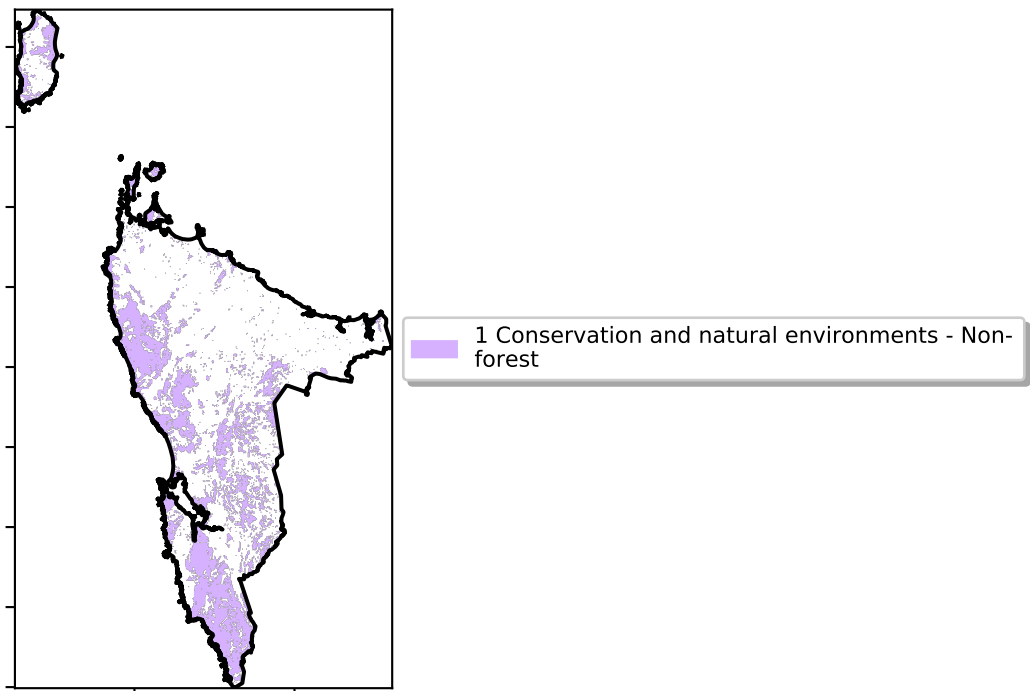 1 Conservation and natural environments - Non-
forest